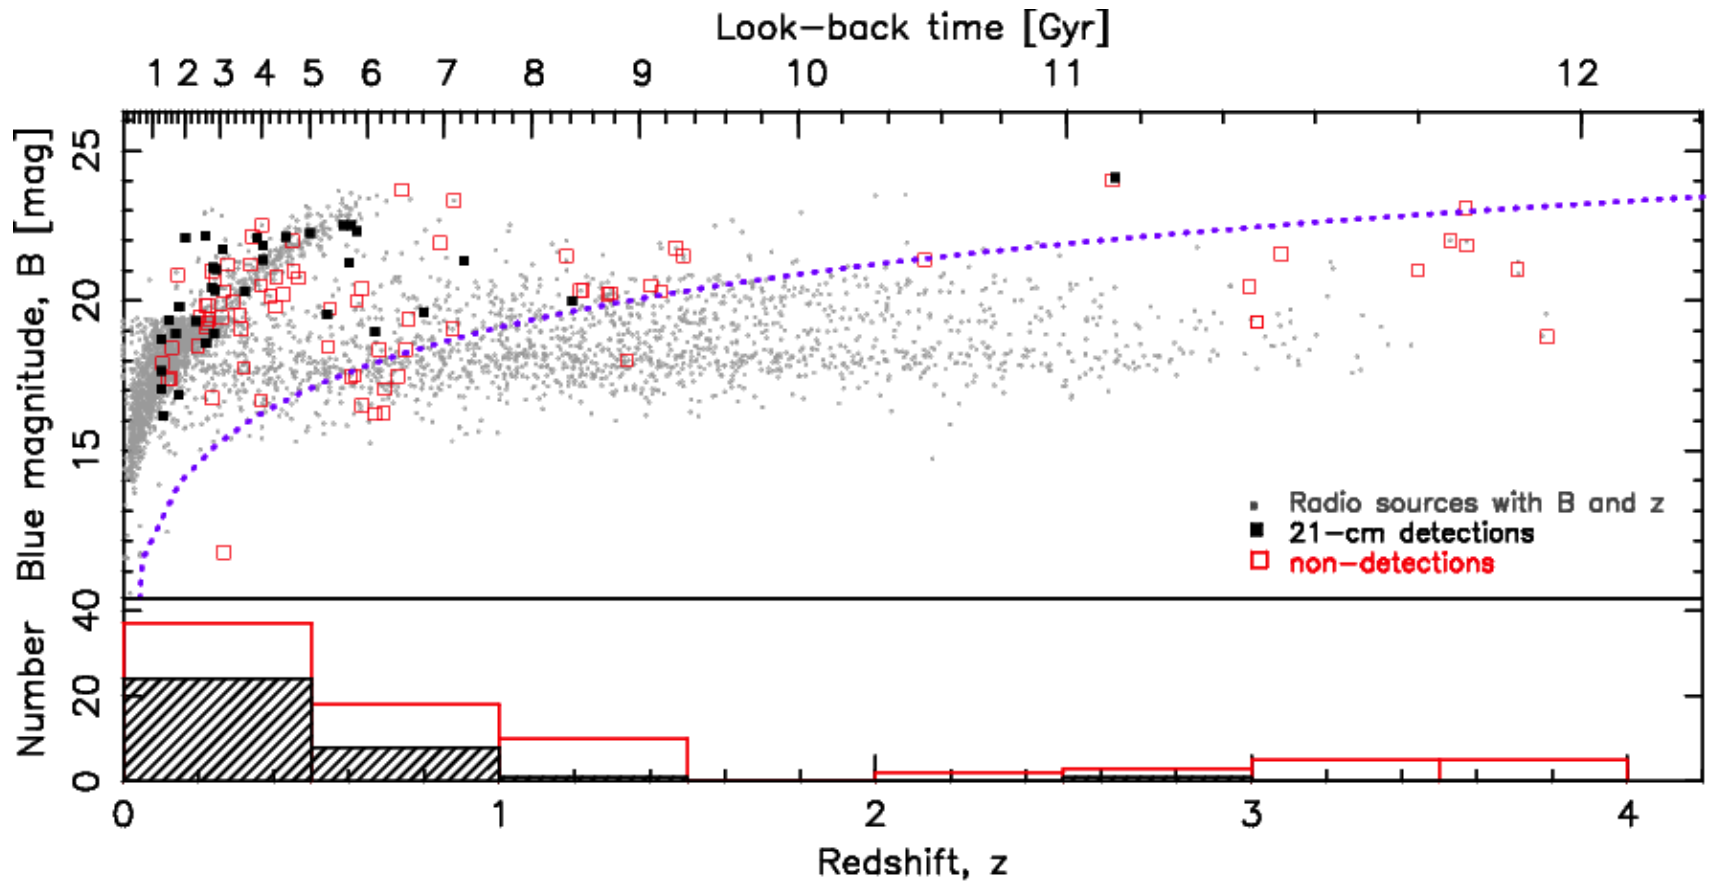 Look-back time [Gyr]
1 2 3 4 5 6 7 8 9 10 11 12
Blue magnitude, B [mag]
25
20
15
Radio sources with B and z
21-cm detections
non-detections
Number
40
20
0
0 1 2 3 4
Redshift, z